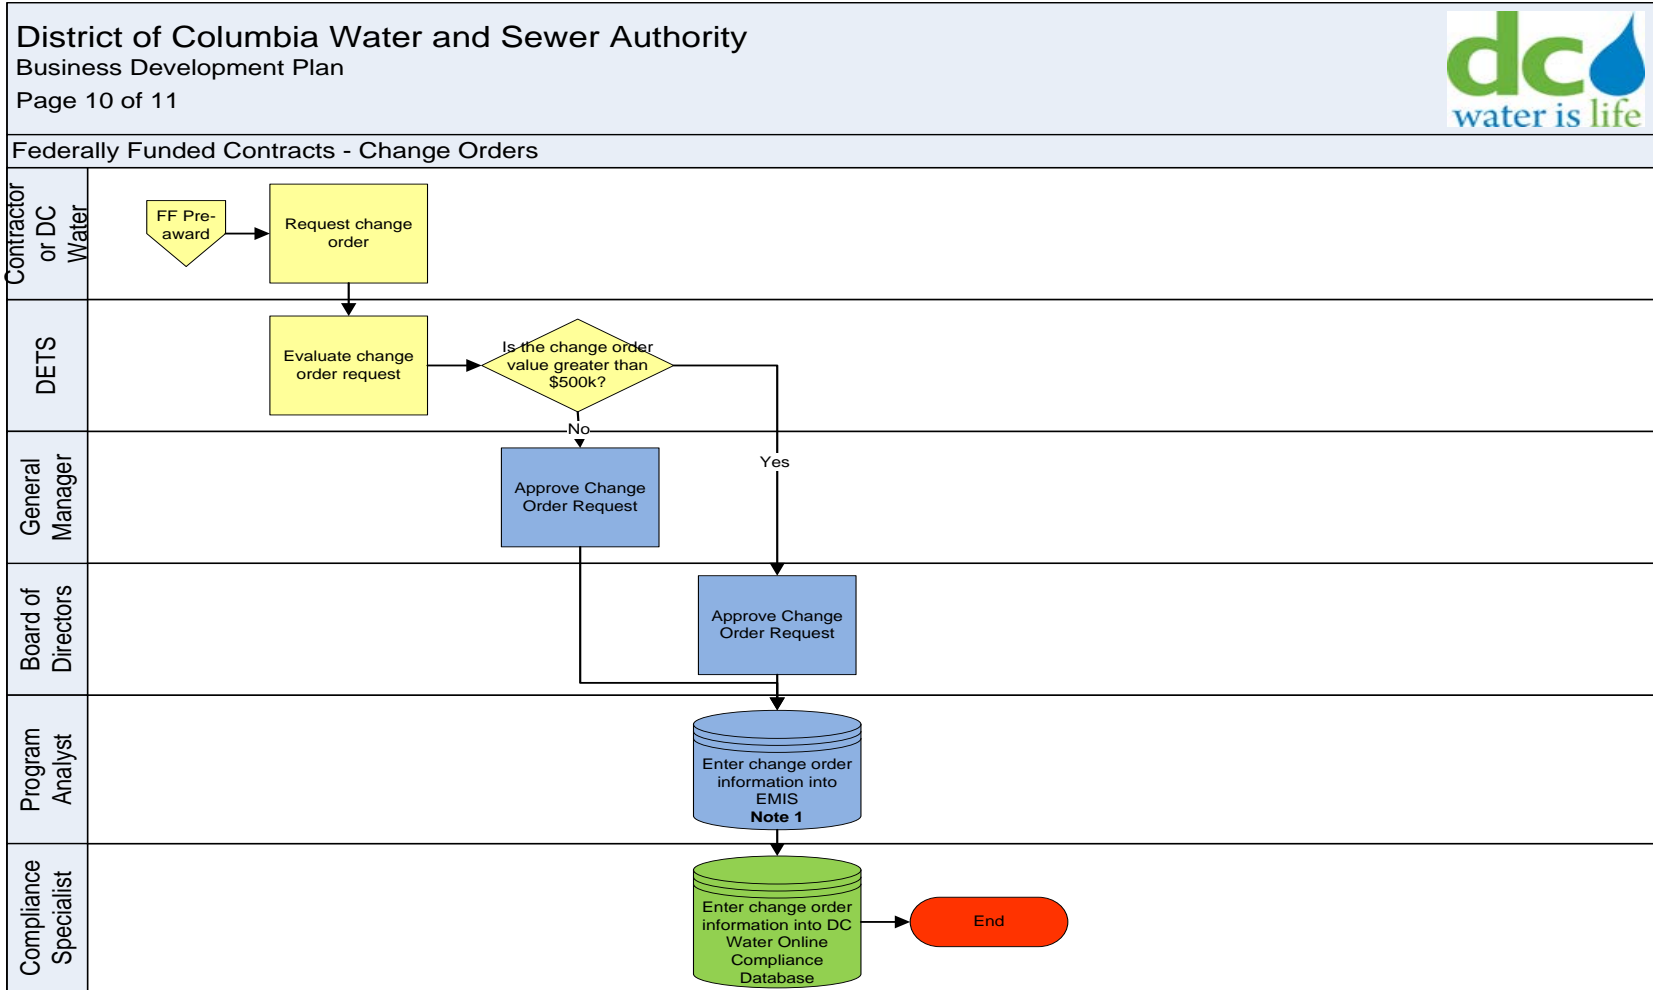 District of Columbia Water and Sewer Authority
Business Development Plan
Page 10 of 11
dc
water is life
Federally Funded Contracts - Change Orders
Contractor
or DC
Water
FF Pre-
award
Request change
order
DETS
Evaluate change
order request
Is the change order
value greater than
$500k?
No
Yes
General
Manager
Approve Change
Order Request
Board of
Directors
Approve Change
Order Request
Program
Analyst
Enter change order
information into
EMIS
Note 1
Compliance
Specialist
Enter change order
information into DC
Water Online
Compliance
Database
End